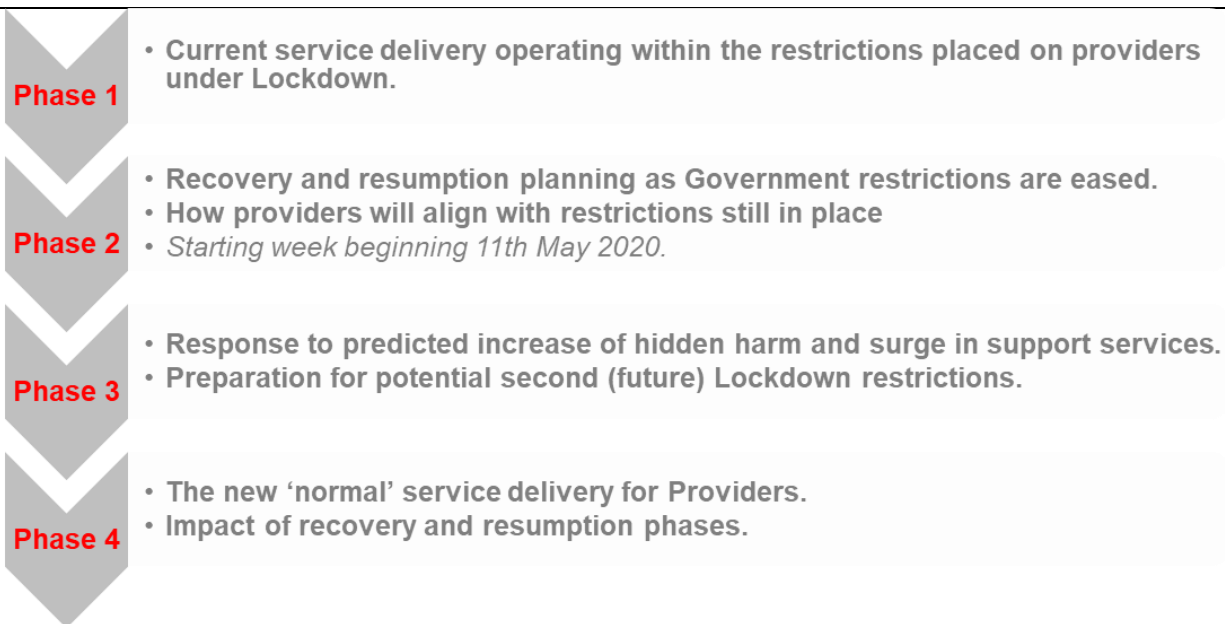 Phase 1
• Current service delivery operating within the restrictions placed on providers
under Lockdown.
Phase 2
• Recovery and resumption planning as Government restrictions are eased.
• How providers will align with restrictions still in place
• Starting week beginning 11th May 2020.
Phase 3
• Response to predicted increase of hidden harm and surge in support services.
• Preparation for potential second (future) Lockdown restrictions.
Phase 4
• The new ‘normal’ service delivery for Providers.
• Impact of recovery and resumption phases.